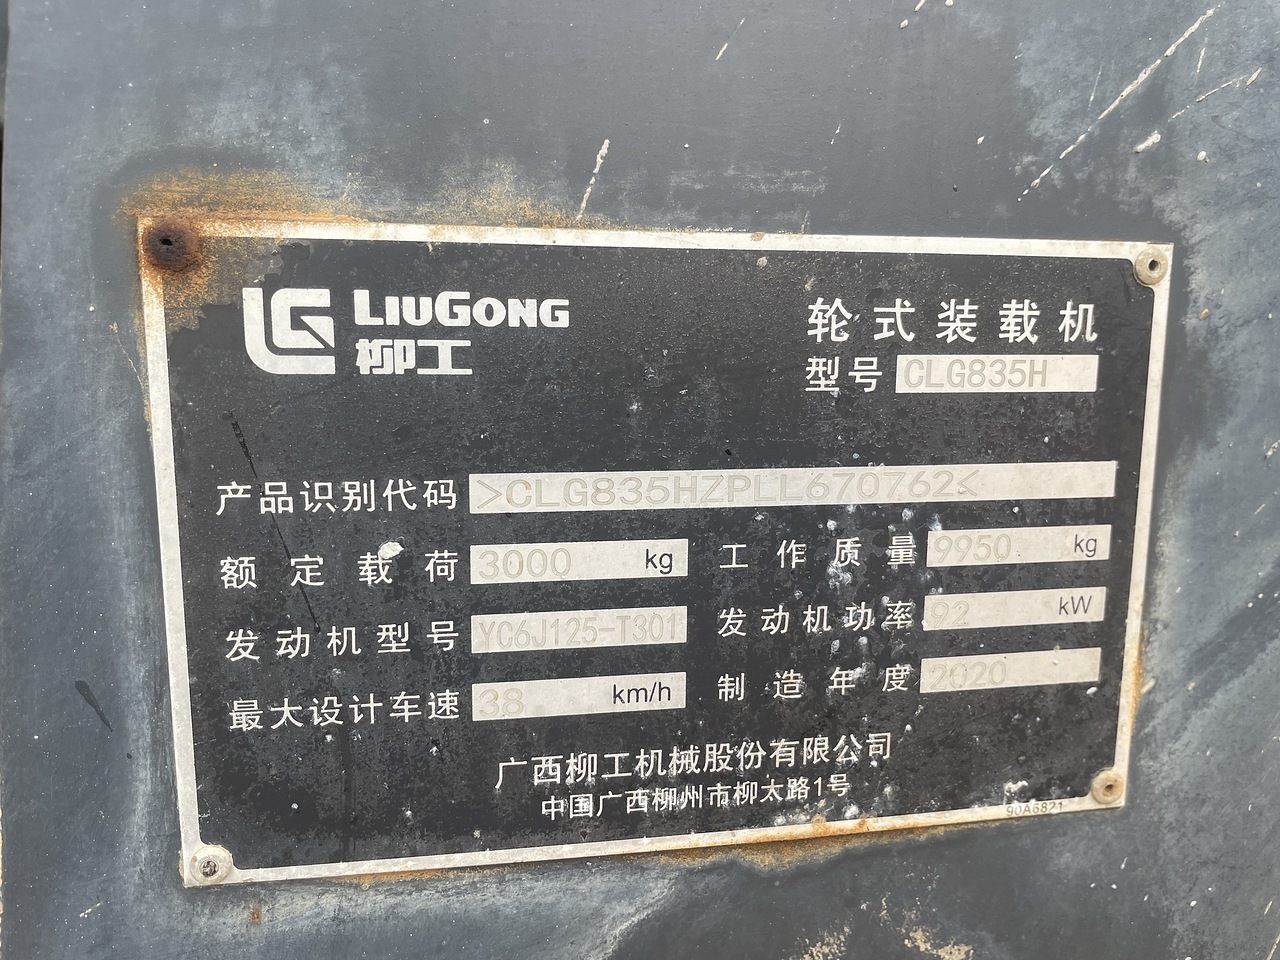 LIUGONG
柳工
轮式装载机
型号 CLG835H
产品识别代码 >CLG835HZPLL670762<
额定载荷 3000 kg 工作质量 9950 kg
发动机型号 YC6J125-T301 发动机功率 92 kW
最大设计车速 38 km/h 制造年度 2020
广西柳工机械股份有限公司
中国广西柳州市柳太路1号
90A6821